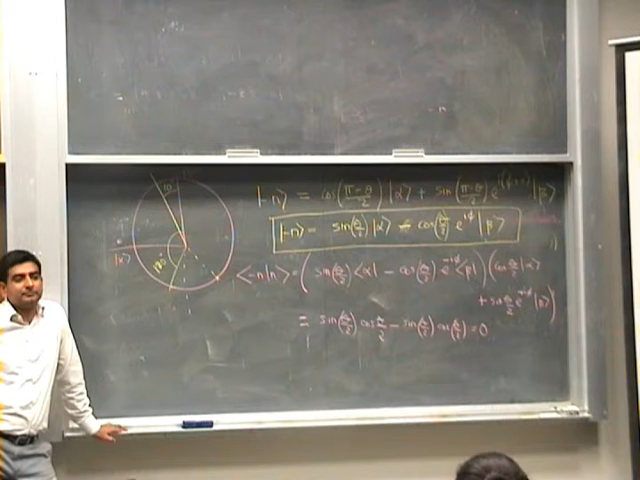 |-n⟩ = cos(π-θ/2) |α⟩ + sin(π-θ/2) e^{i(φ+π)} |β⟩
|-n⟩ = sin(θ/2) |α⟩ - cos(θ/2) e^{iφ} |β⟩
|α⟩
<-n|n⟩ = ( sin(θ/2) <α| - cos(θ/2) e^{-iφ} <β| ) ( cos θ/2 |α⟩
+ sin θ/2 e^{+iφ} |β⟩ )
= sin(θ/2) cos θ/2 - sin(θ/2) cos(θ/2) = 0